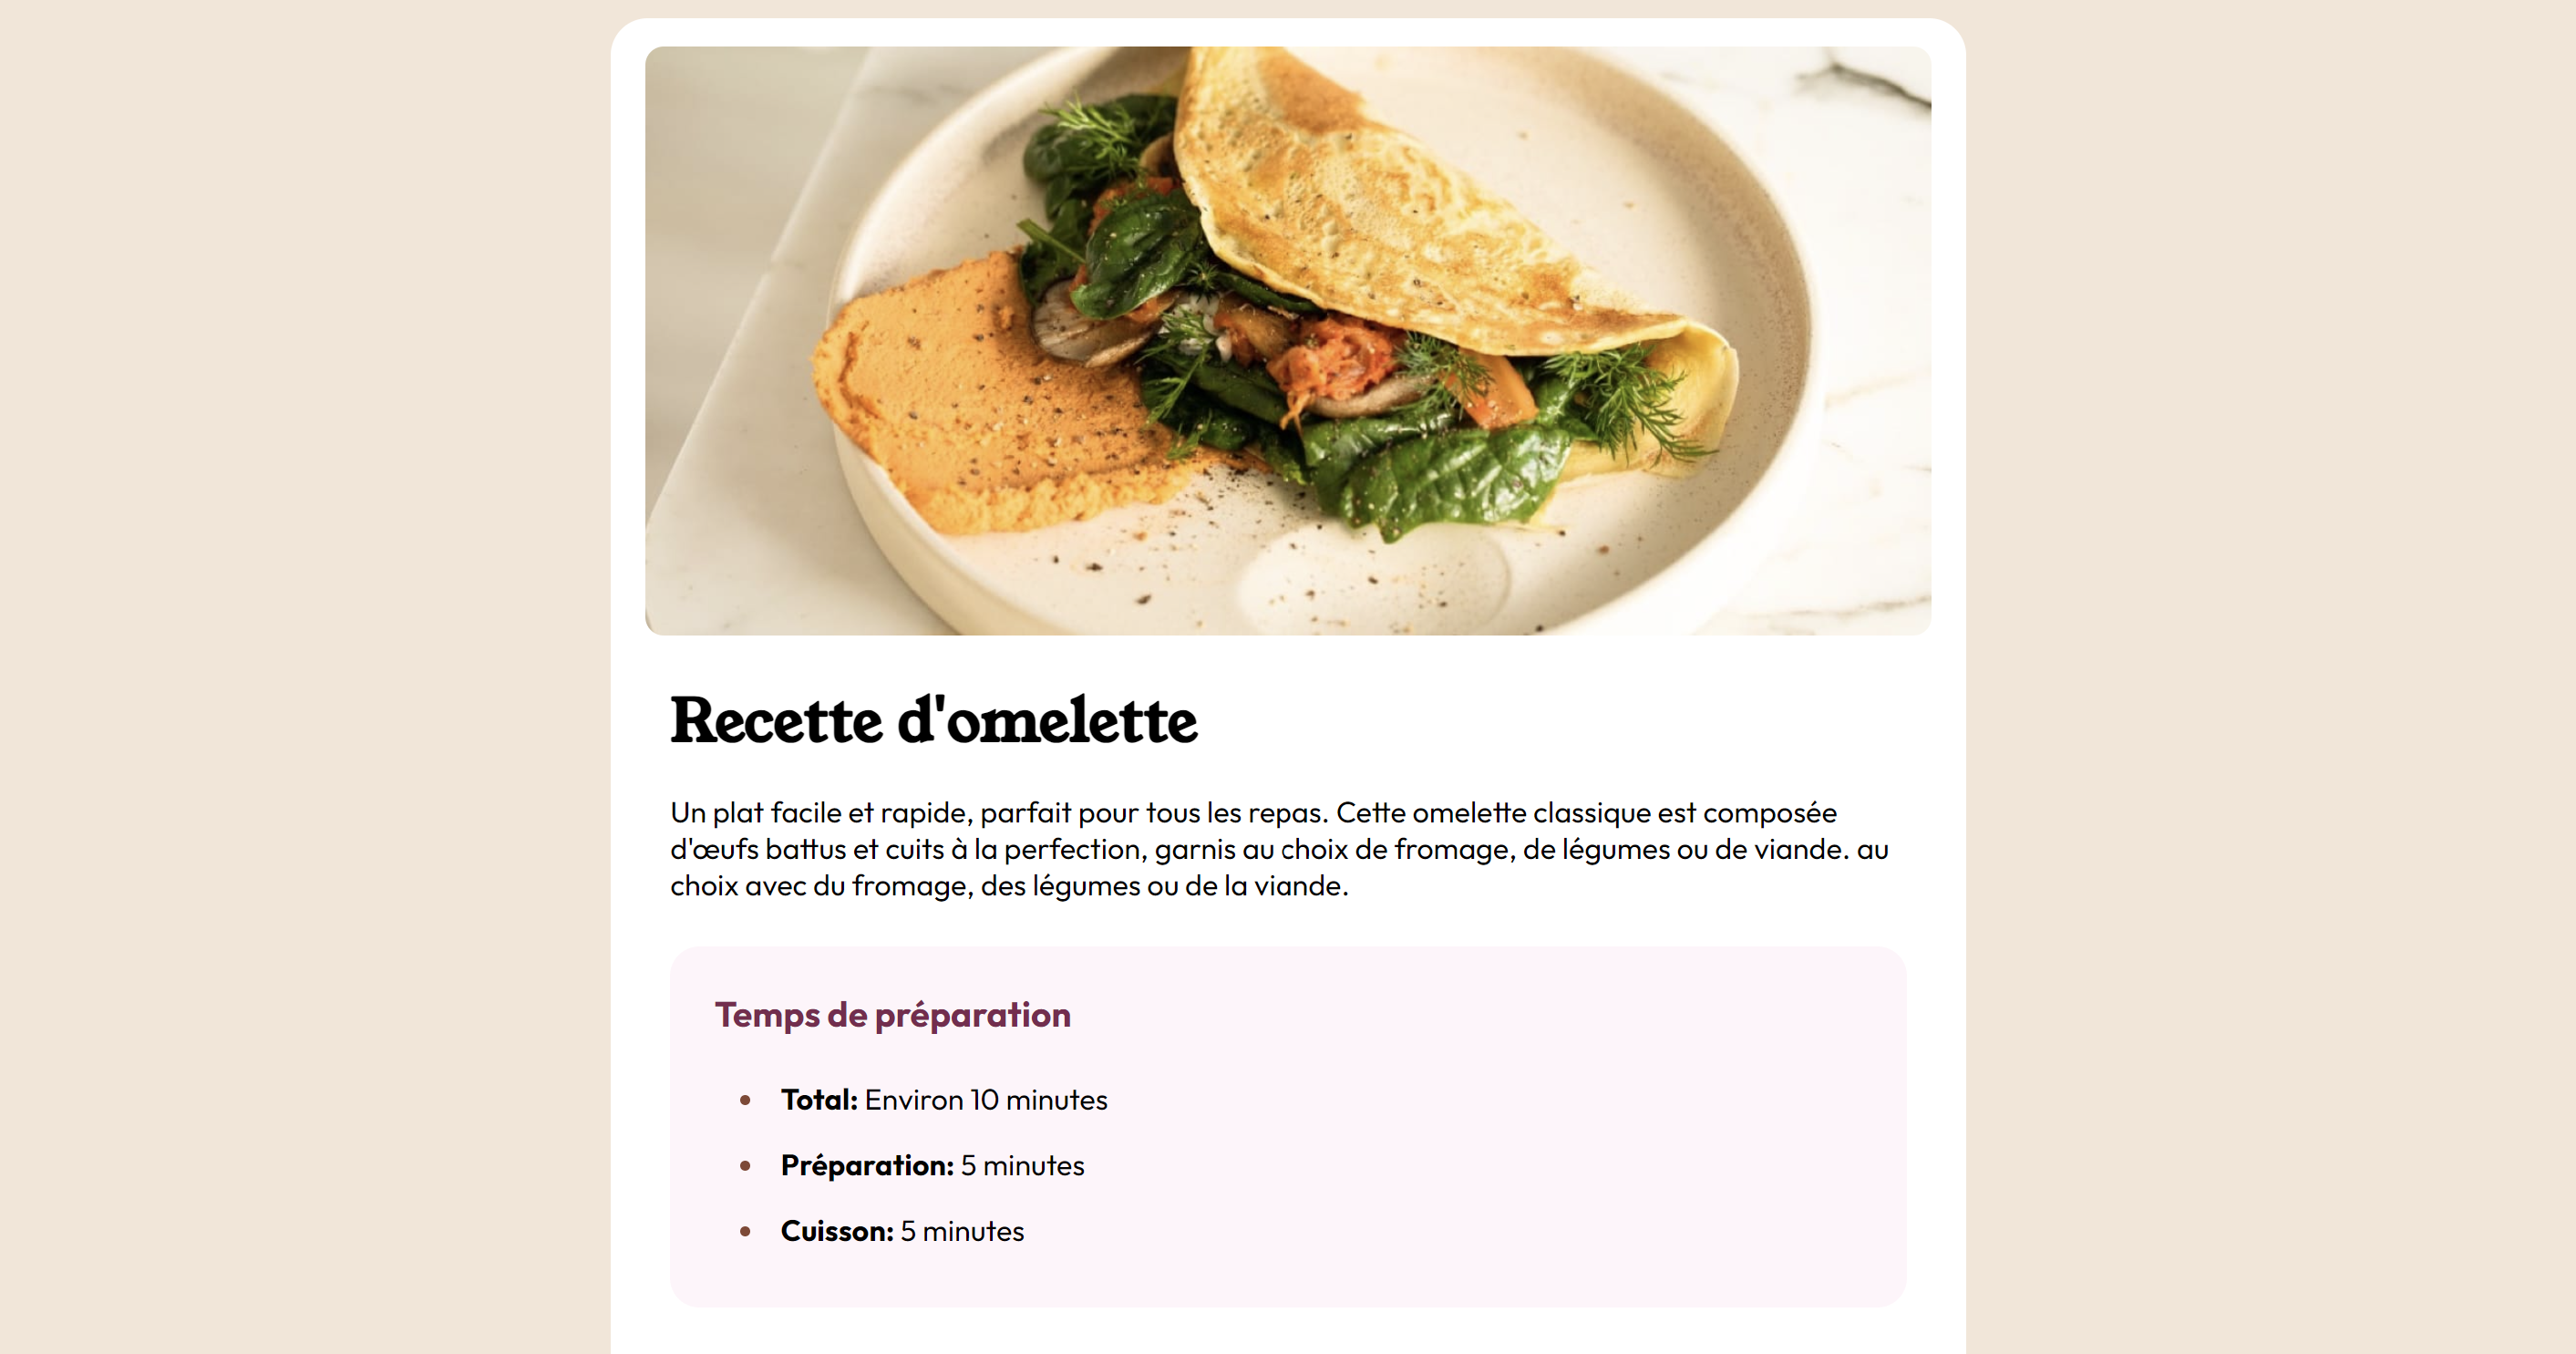 Recette d'omelette
Un plat facile et rapide, parfait pour tous les repas. Cette omelette classique est composée
d'œufs battus et cuits à la perfection, garnis au choix de fromage, de légumes ou de viande. au
choix avec du fromage, des légumes ou de la viande.
Temps de préparation
Total: Environ 10 minutes
Préparation: 5 minutes
Cuisson: 5 minutes